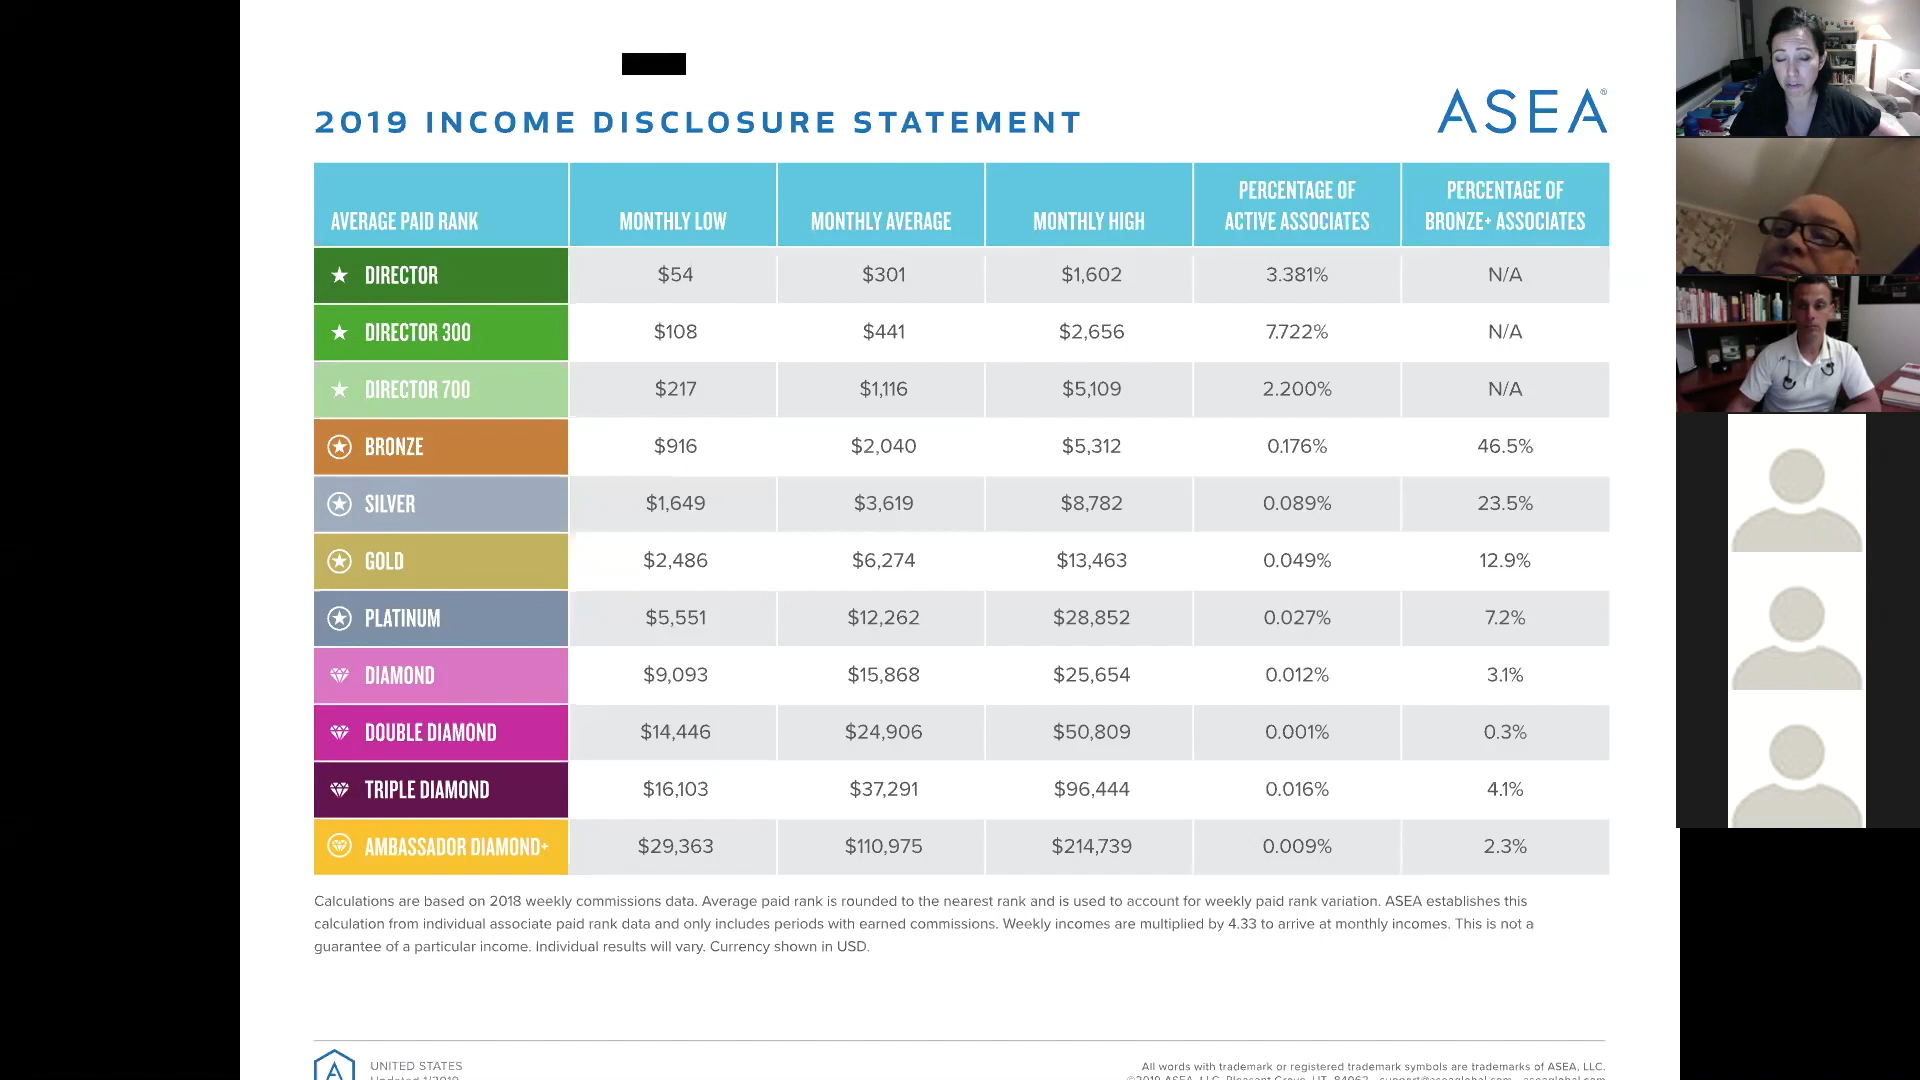 2019 INCOME DISCLOSURE STATEMENT
ASEA®
AVERAGE PAID RANK MONTHLY LOW MONTHLY AVERAGE MONTHLY HIGH PERCENTAGE OF ACTIVE ASSOCIATES PERCENTAGE OF BRONZE+ ASSOCIATES
DIRECTOR $54 $301 $1,602 3.381% N/A
DIRECTOR 300 $108 $441 $2,656 7.722% N/A
DIRECTOR 700 $217 $1,116 $5,109 2.200% N/A
BRONZE $916 $2,040 $5,312 0.176% 46.5%
SILVER $1,649 $3,619 $8,782 0.089% 23.5%
GOLD $2,486 $6,274 $13,463 0.049% 12.9%
PLATINUM $5,551 $12,262 $28,852 0.027% 7.2%
DIAMOND $9,093 $15,868 $25,654 0.012% 3.1%
DOUBLE DIAMOND $14,446 $24,906 $50,809 0.001% 0.3%
TRIPLE DIAMOND $16,103 $37,291 $96,444 0.016% 4.1%
AMBASSADOR DIAMOND+ $29,363 $110,975 $214,739 0.009% 2.3%
Calculations are based on 2018 weekly commissions data. Average paid rank is rounded to the nearest rank and is used to account for weekly paid rank variation. ASEA establishes this
calculation from individual associate paid rank data and only includes periods with earned commissions. Weekly incomes are multiplied by 4.33 to arrive at monthly incomes. This is not a
guarantee of a particular income. Individual results will vary. Currency shown in USD.
UNITED STATES
Updated 1/2019
All words with trademark or registered trademark symbols are trademarks of ASEA, LLC.
©2019 ASEA, LLC, Pleasant Grove, UT, 84062